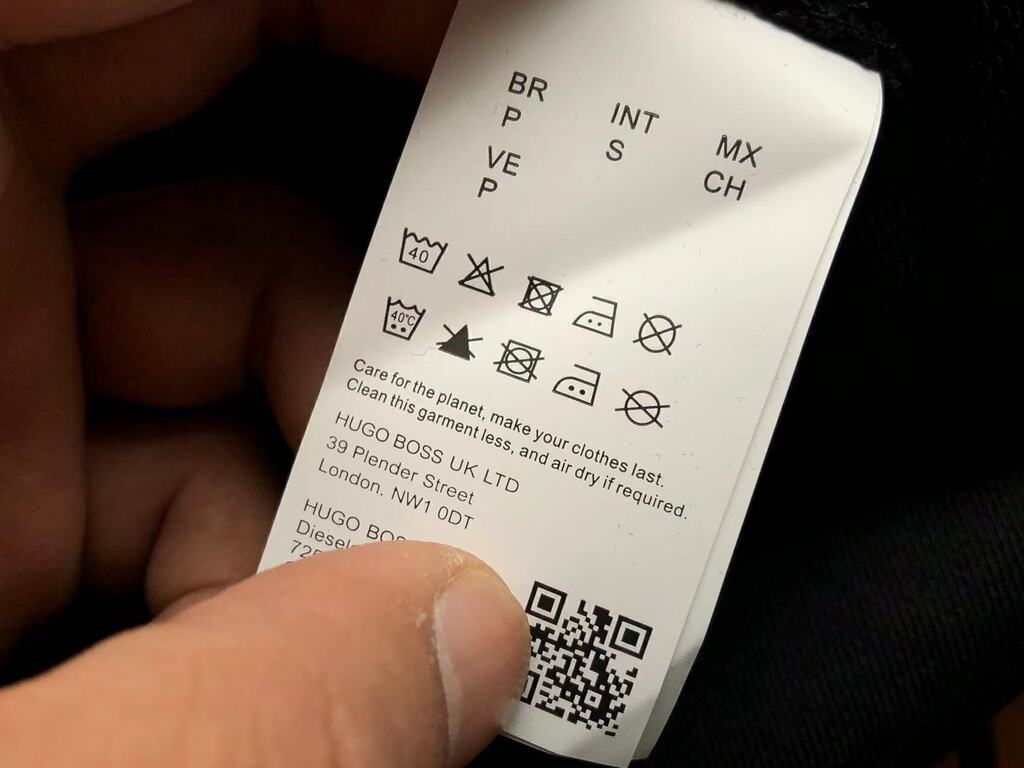 BR INT MX
P S CH
VE
P
40
40°C
Care for the planet, make your clothes last.
Clean this garment less, and air dry if required.
HUGO BOSS UK LTD
39 Plender Street
London. NW1 0DT
HUGO